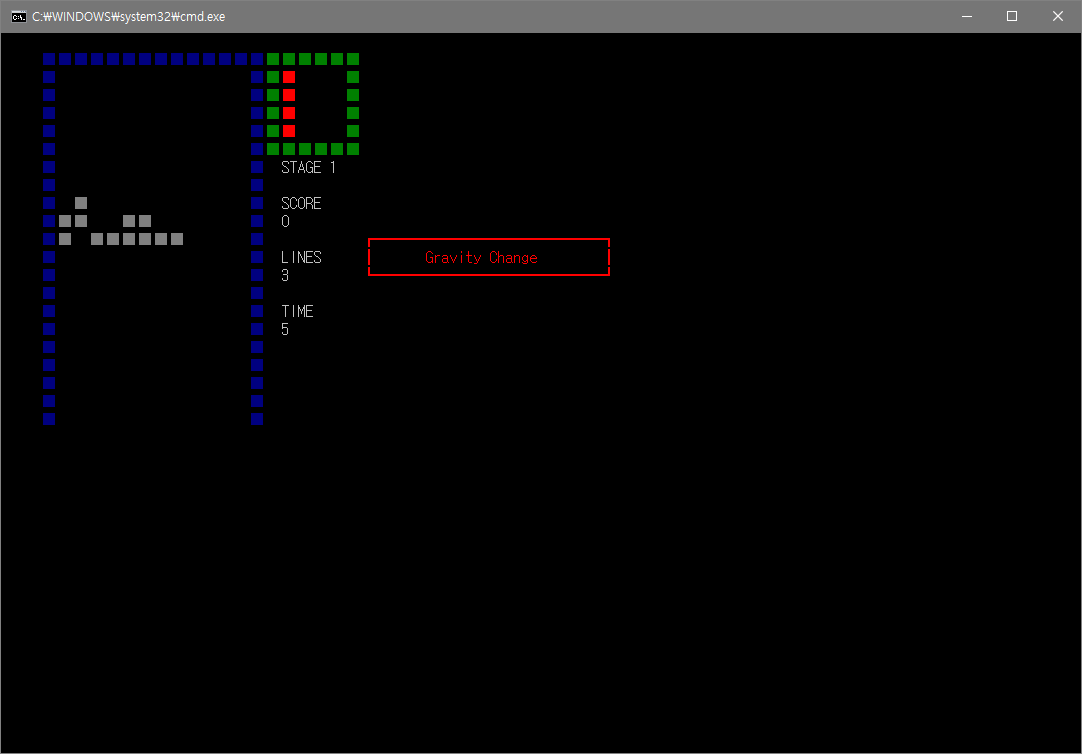 C:₩WINDOWS₩system32₩cmd.exe
STAGE 1
SCORE
0
LINES
3
TIME
5
Gravity Change